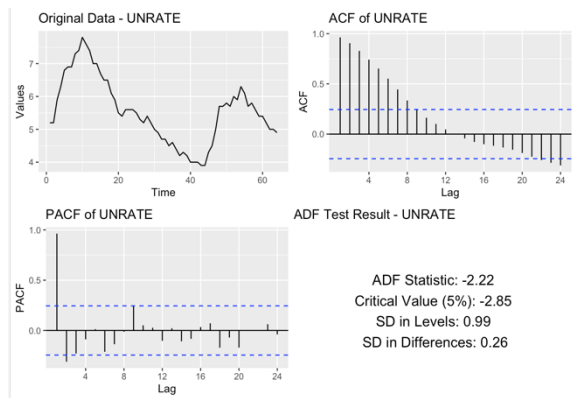 Original Data - UNRATE
Values
7
6
5
4
0
20
40
60
Time
ACF of UNRATE
ACF
1.0
0.5
0.0
4
8
12
16
20
24
Lag
PACF of UNRATE
PACF
1.0
0.5
0.0
4
8
12
16
20
24
Lag
ADF Test Result - UNRATE
ADF Statistic: -2.22
Critical Value (5%): -2.85
SD in Levels: 0.99
SD in Differences: 0.26